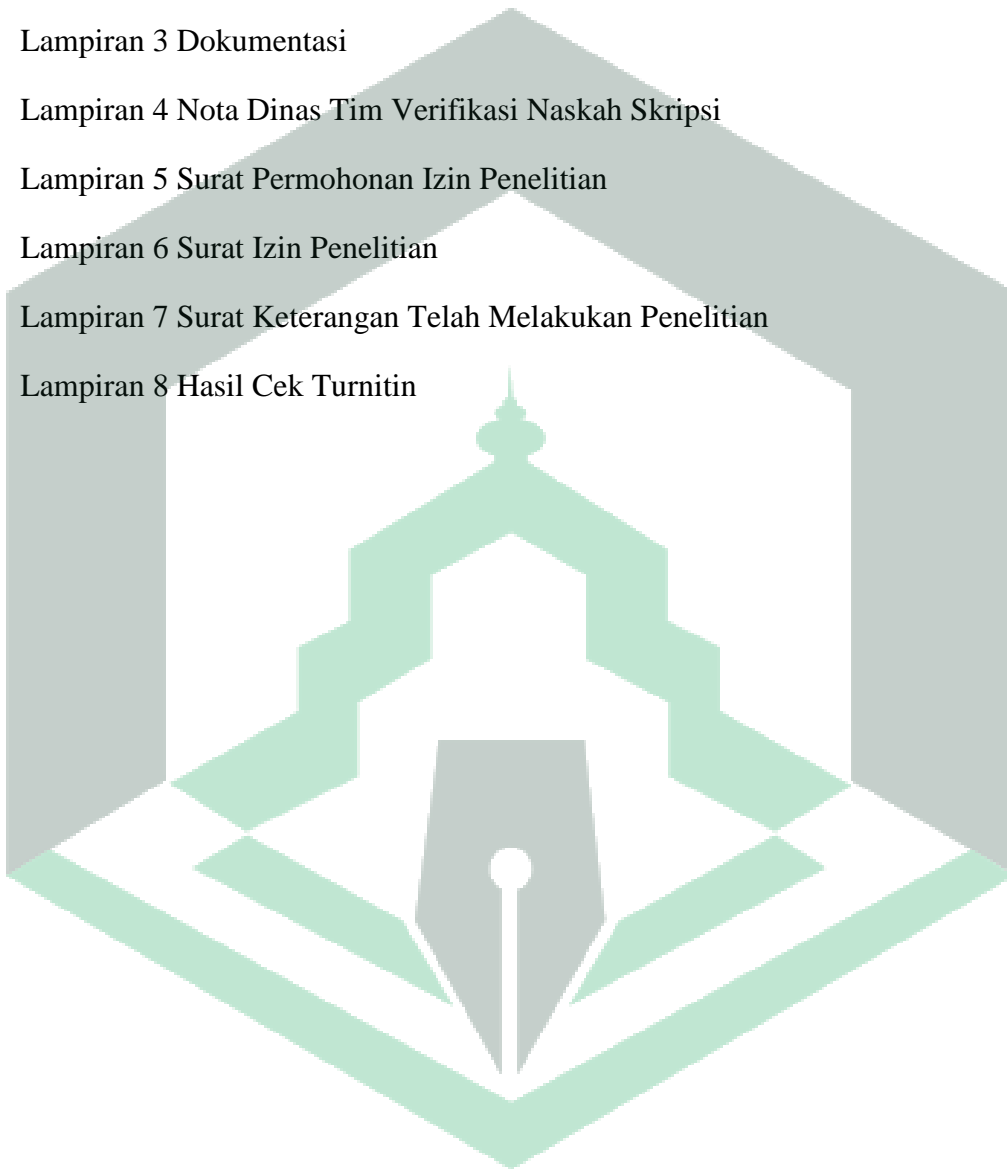 Lampiran 3 Dokumentasi
Lampiran 4 Nota Dinas Tim Verifikasi Naskah Skripsi
Lampiran 5 Surat Permohonan Izin Penelitian
Lampiran 6 Surat Izin Penelitian
Lampiran 7 Surat Keterangan Telah Melakukan Penelitian
Lampiran 8 Hasil Cek Turnitin